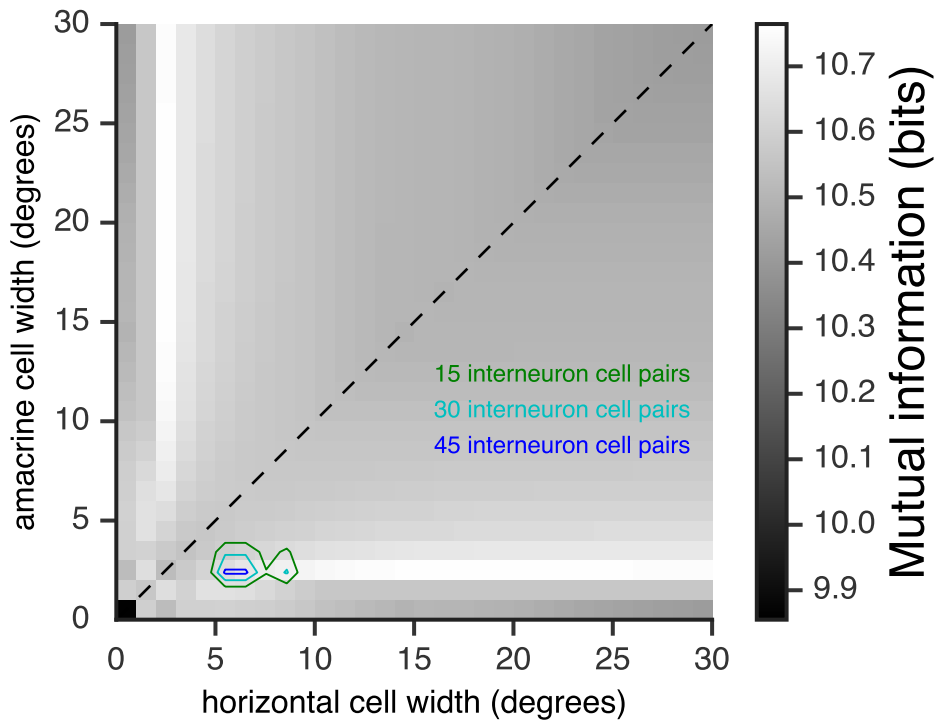 30
25
20
15
10
5
0
amacrine cell width (degrees)
15 interneuron cell pairs
30 interneuron cell pairs
45 interneuron cell pairs
0 5 10 15 20 25 30
horizontal cell width (degrees)
10.7
10.6
10.5
10.4
10.3
10.2
10.1
10.0
9.9
Mutual information (bits)